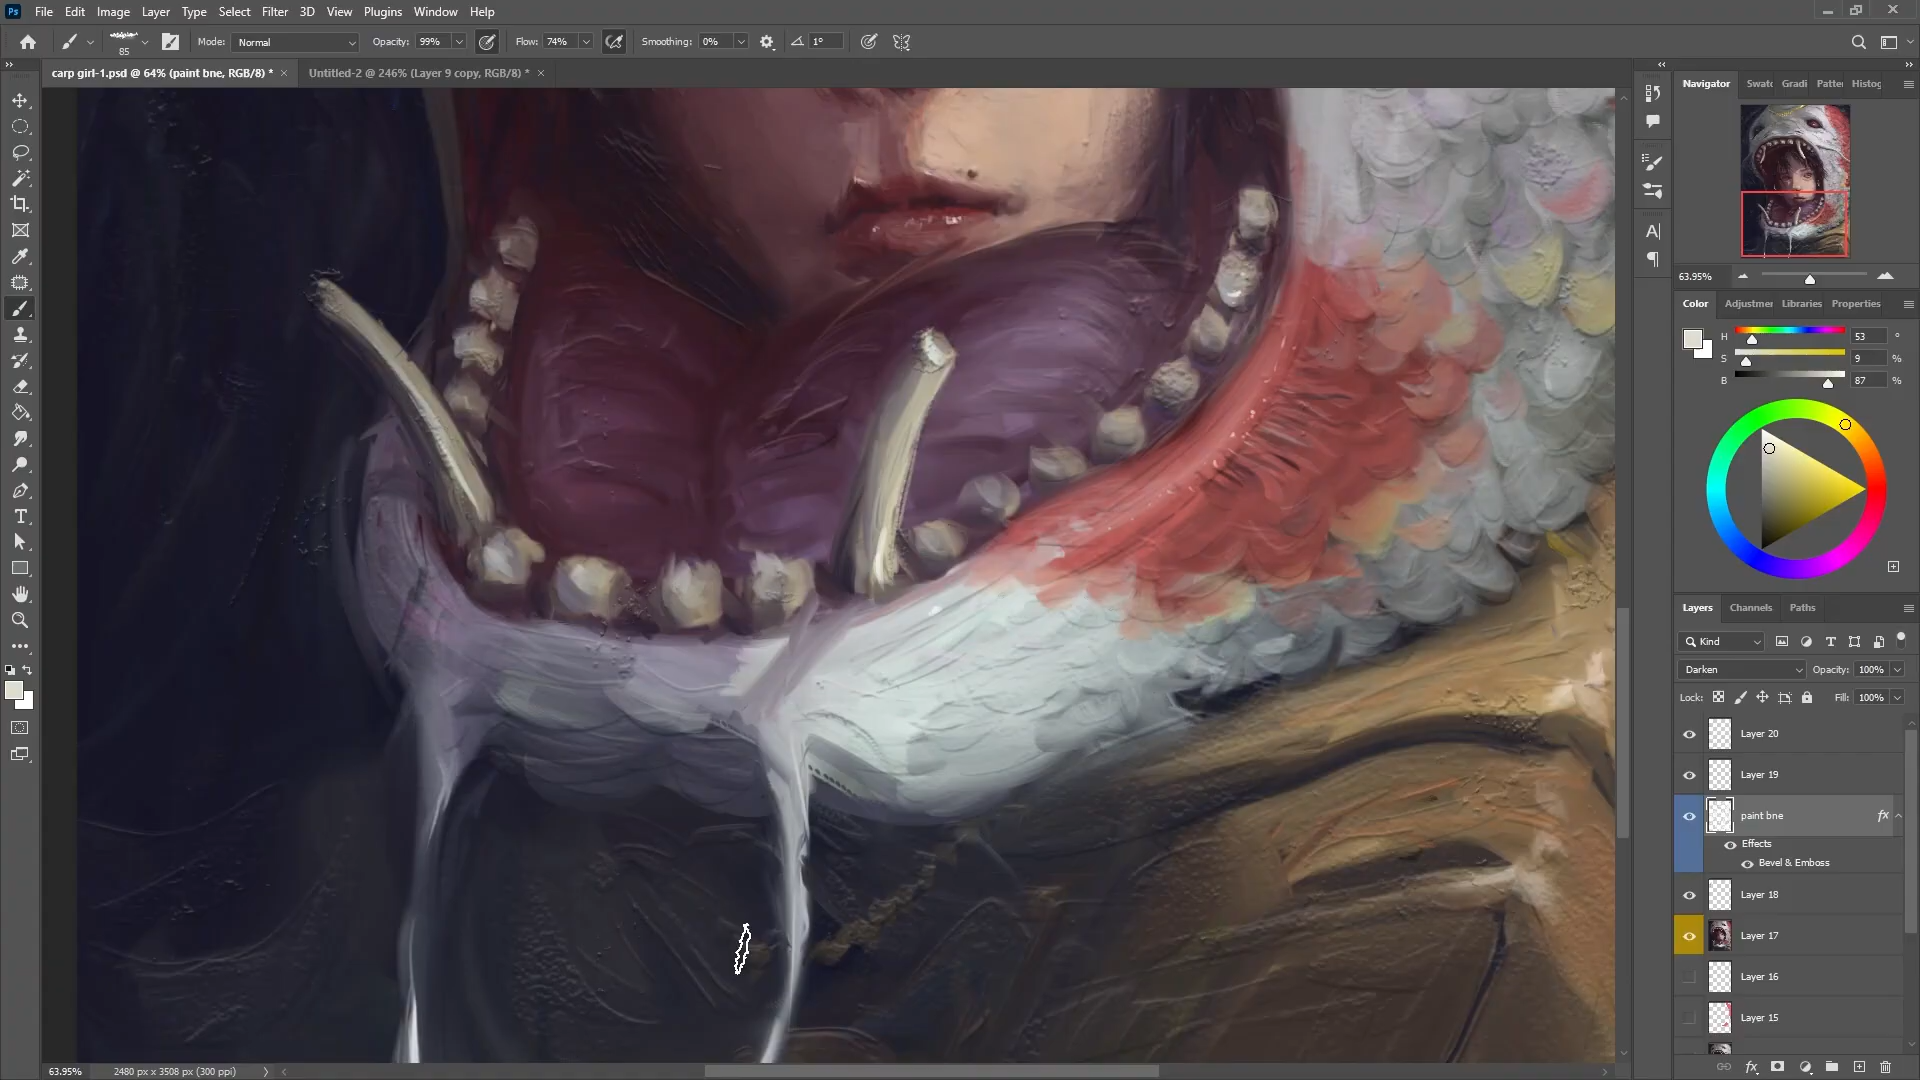 Ps File Edit Image Layer Type Select Filter 3D View Plugins Window Help
85 Mode: Normal Opacity: 99% Flow: 74% Smoothing: 0% 1°
carp girl-1.psd @ 64% (paint bne, RGB/8) * Untitled-2 @ 246% (Layer 9 copy, RGB/8) *
Navigator Swatc Gradi Patte Histog
63.95%
Color Adjustmer Libraries Properties
H 53 °
S 9 %
B 87 %
Layers Channels Paths
Kind
Darken Opacity: 100%
Lock: Fill: 100%
Layer 20
Layer 19
paint bne fx
Effects
Bevel & Emboss
Layer 18
Layer 17
Layer 16
Layer 15
63.95% 2480 px x 3508 px (300 ppi)